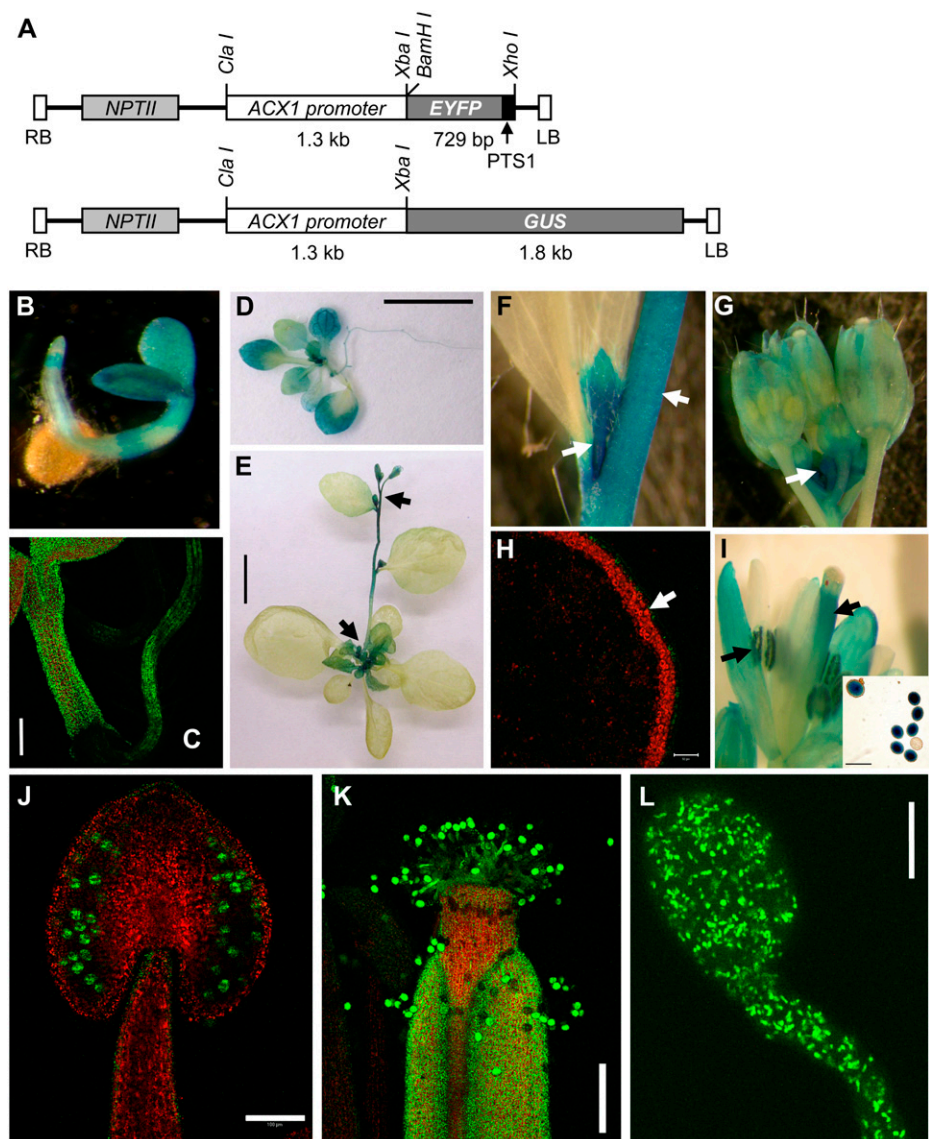 A
Cla I
Xba I
BamH I
Xho I
NPTII
ACX1 promoter
EYFP
RB
1.3 kb
729 bp
LB
PTS1
Cla I
Xba I
NPTII
ACX1 promoter
GUS
RB
1.3 kb
1.8 kb
LB
B
D
F
G
E
C
H
I
J
K
L